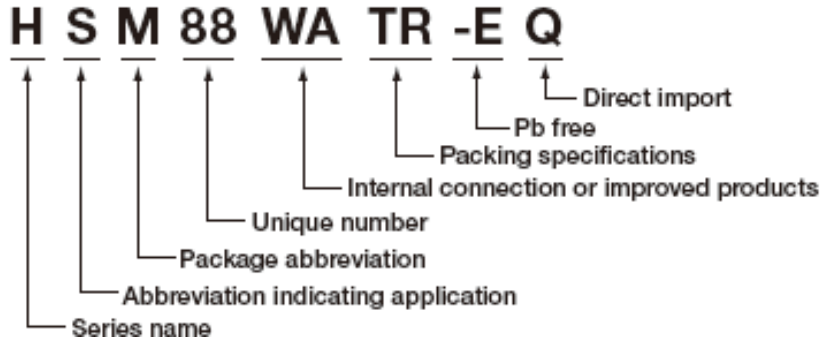 H S M 88 WA TR -E Q
Direct import
Pb free
Packing specifications
Internal connection or improved products
Unique number
Package abbreviation
Abbreviation indicating application
Series name